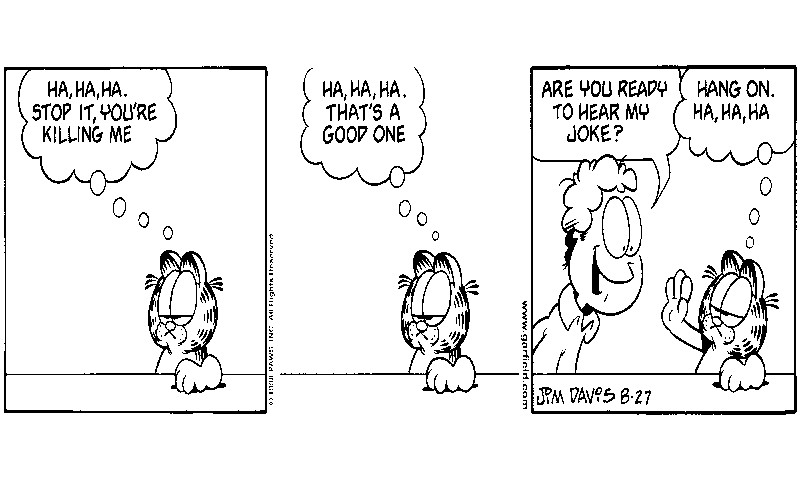 HA, HA, HA.
STOP IT, YOU'RE
KILLING ME
HA, HA, HA.
THAT'S A
GOOD ONE
www.garfield.com
ARE YOU READY
TO HEAR MY
JOKE?
HANG ON.
HA, HA, HA
JIM DAVIS 8-27